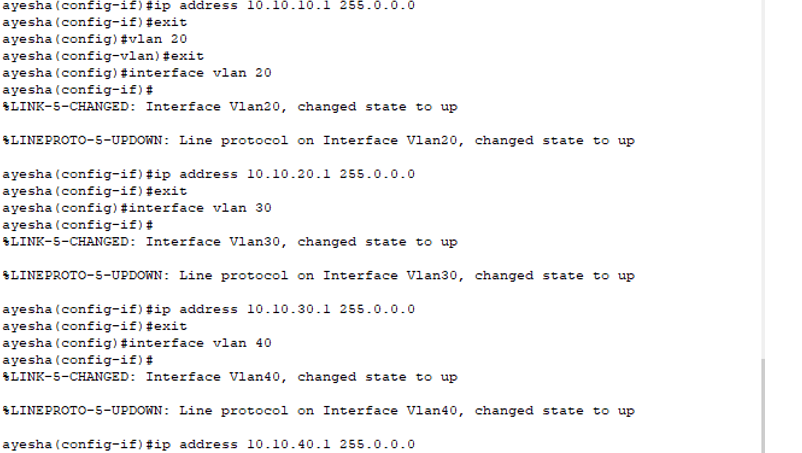 ayesha(config-if)#ip address 10.10.10.1 255.0.0.0
ayesha(config-if)#exit
ayesha(config)#vlan 20
ayesha(config-vlan)#exit
ayesha(config)#interface vlan 20
ayesha(config-if)#
%LINK-5-CHANGED: Interface Vlan20, changed state to up
%LINEPROTO-5-UPDOWN: Line protocol on Interface Vlan20, changed state to up
ayesha(config-if)#ip address 10.10.20.1 255.0.0.0
ayesha(config-if)#exit
ayesha(config)#interface vlan 30
ayesha(config-if)#
%LINK-5-CHANGED: Interface Vlan30, changed state to up
%LINEPROTO-5-UPDOWN: Line protocol on Interface Vlan30, changed state to up
ayesha(config-if)#ip address 10.10.30.1 255.0.0.0
ayesha(config-if)#exit
ayesha(config)#interface vlan 40
ayesha(config-if)#
%LINK-5-CHANGED: Interface Vlan40, changed state to up
%LINEPROTO-5-UPDOWN: Line protocol on Interface Vlan40, changed state to up
ayesha(config-if)#ip address 10.10.40.1 255.0.0.0